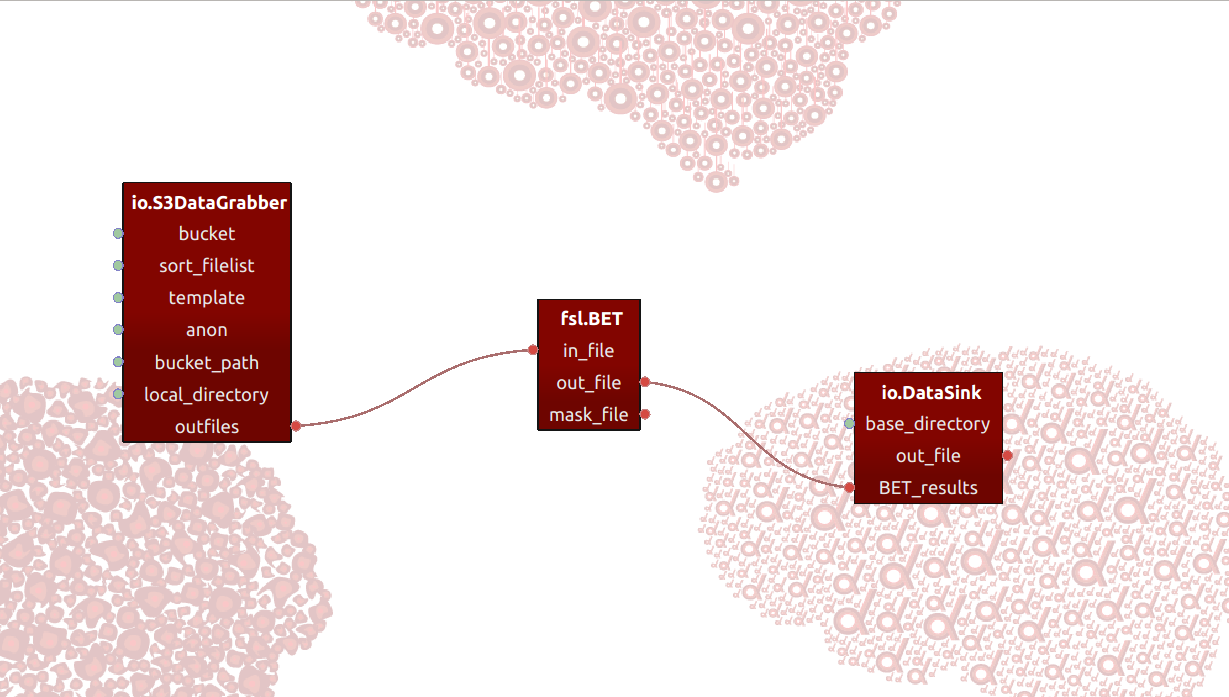 io.S3DataGrabber
bucket
sort_filelist
template
anon
bucket_path
local_directory
outfiles
fsl.BET
in_file
out_file
mask_file
io.DataSink
base_directory
out_file
BET_results